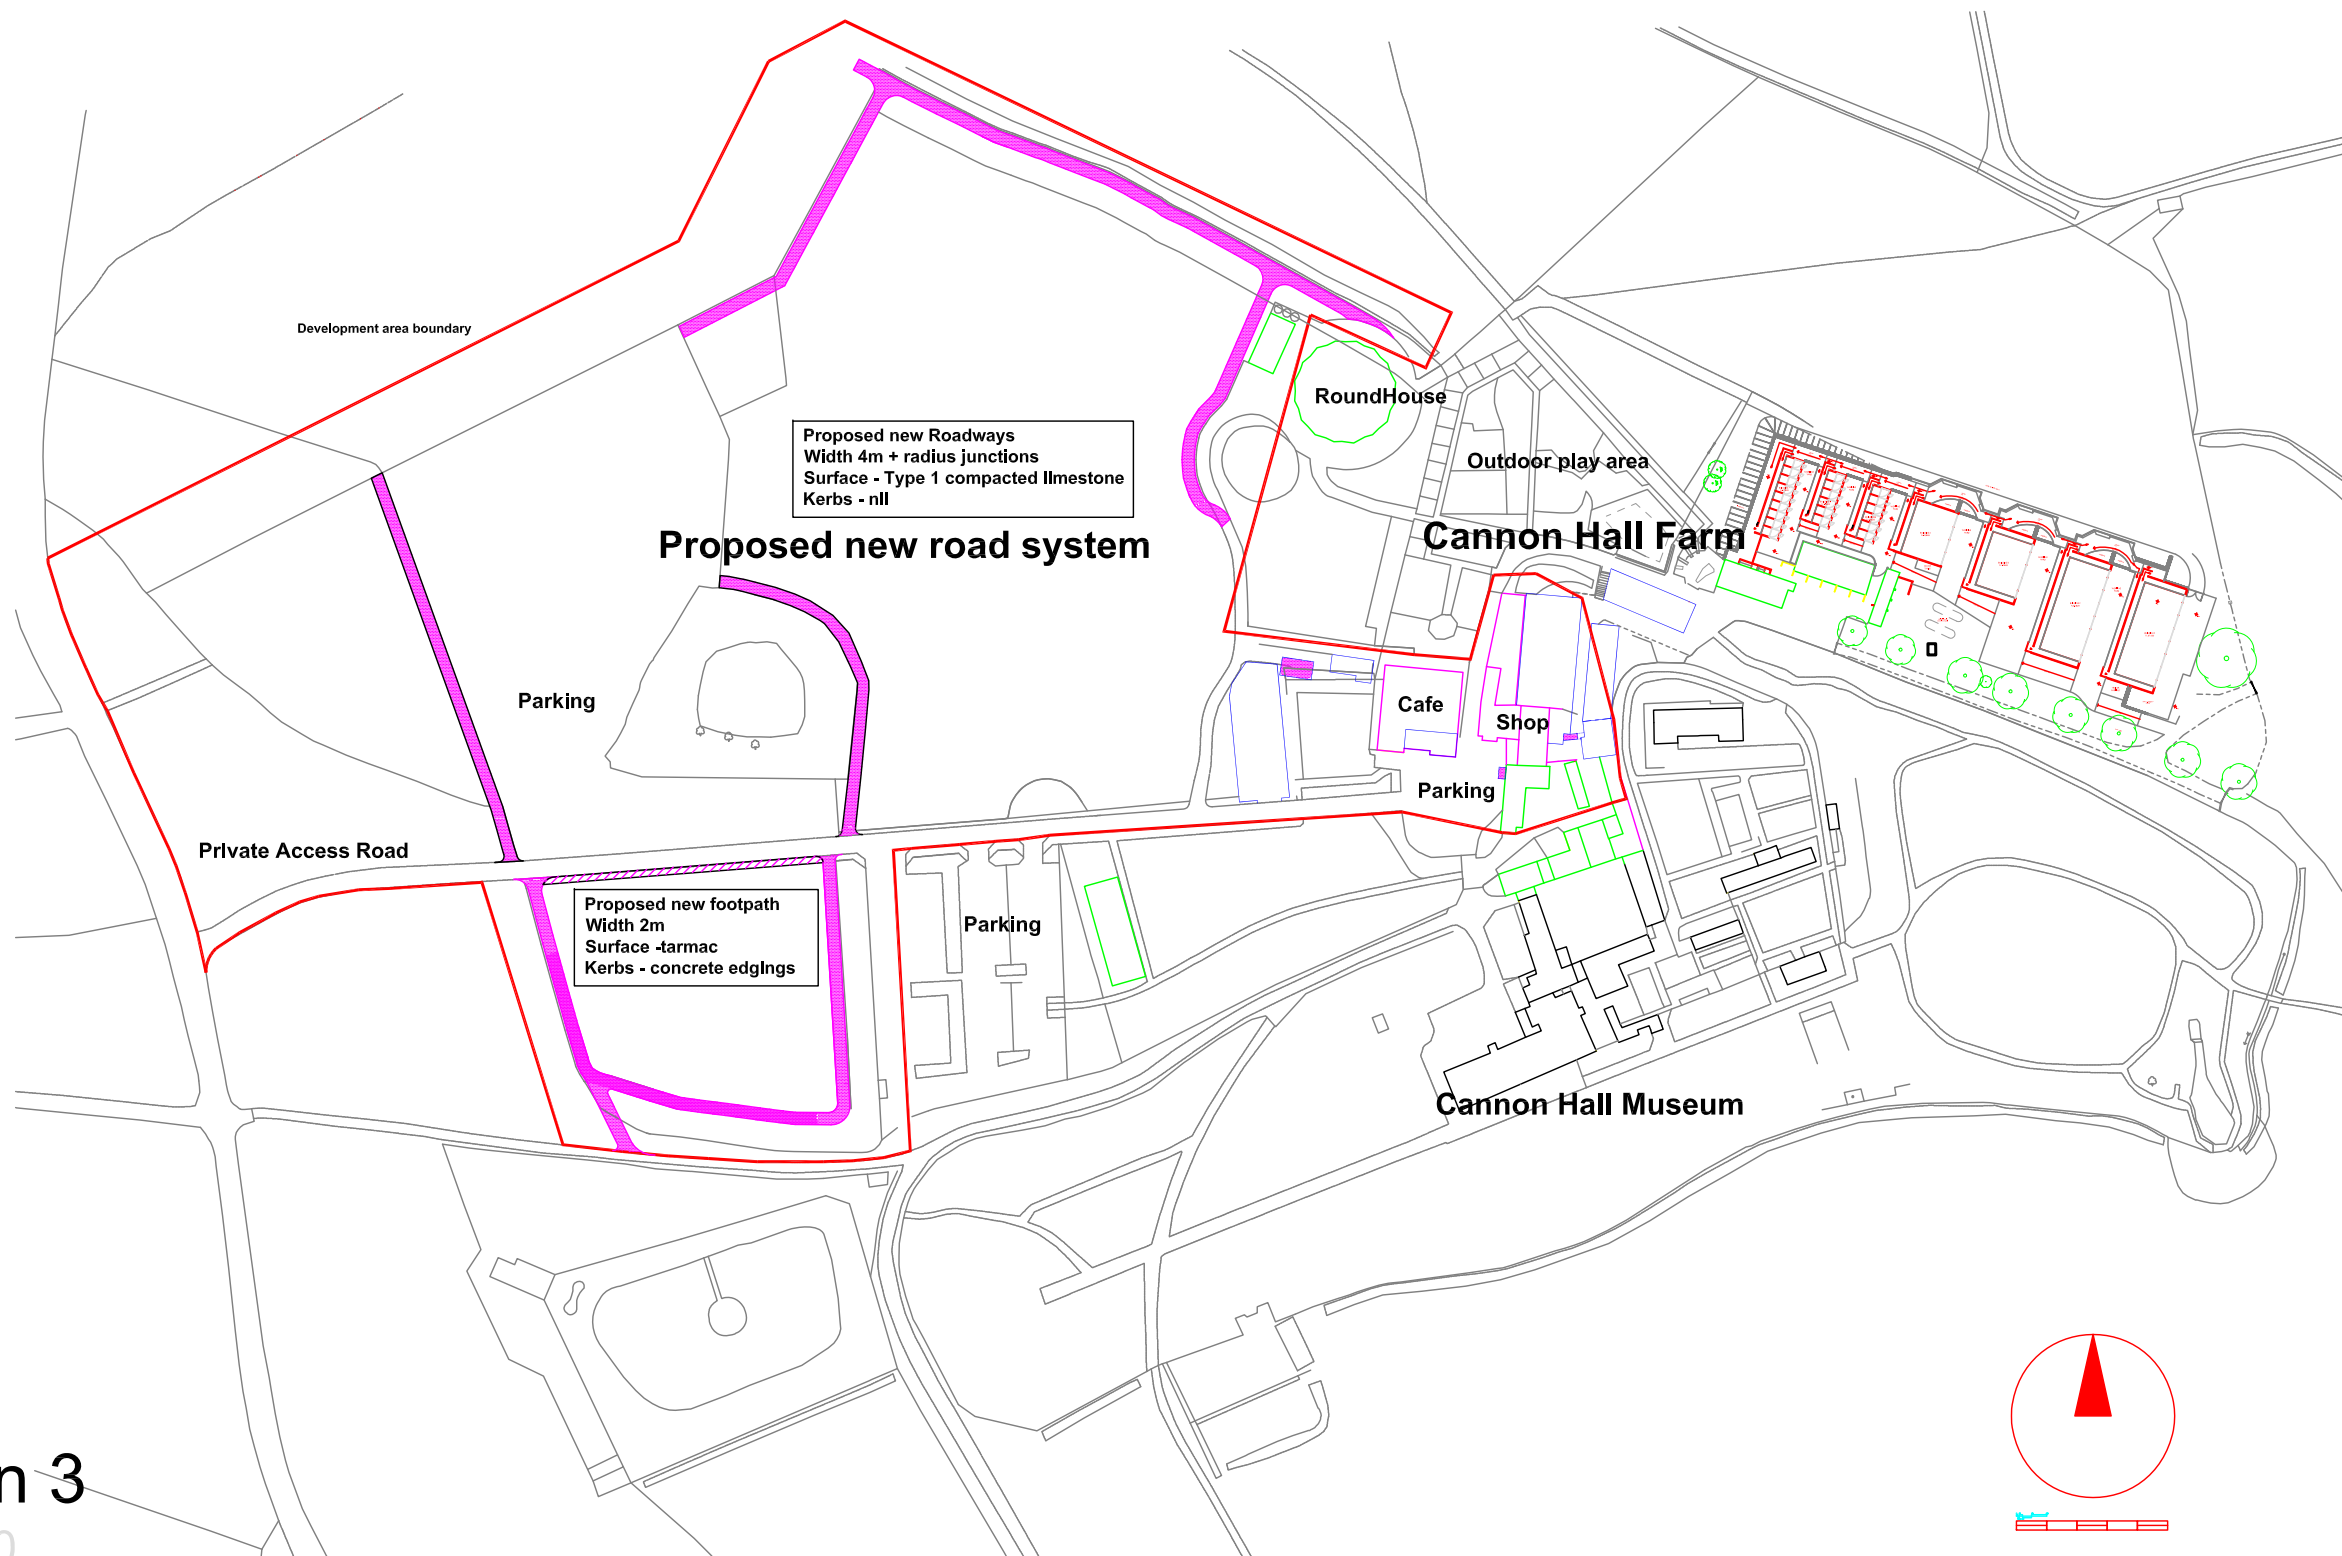 Development area boundary
Proposed new Roadways
Width 4m + radius junctions
Surface - Type 1 compacted limestone
Kerbs - nil
Proposed new road system
RoundHouse
Outdoor play area
Cannon Hall Farm
Parking
Cafe
Shop
Parking
Private Access Road
Proposed new footpath
Width 2m
Surface -tarmac
Kerbs - concrete edgings
Parking
Cannon Hall Museum
n 3